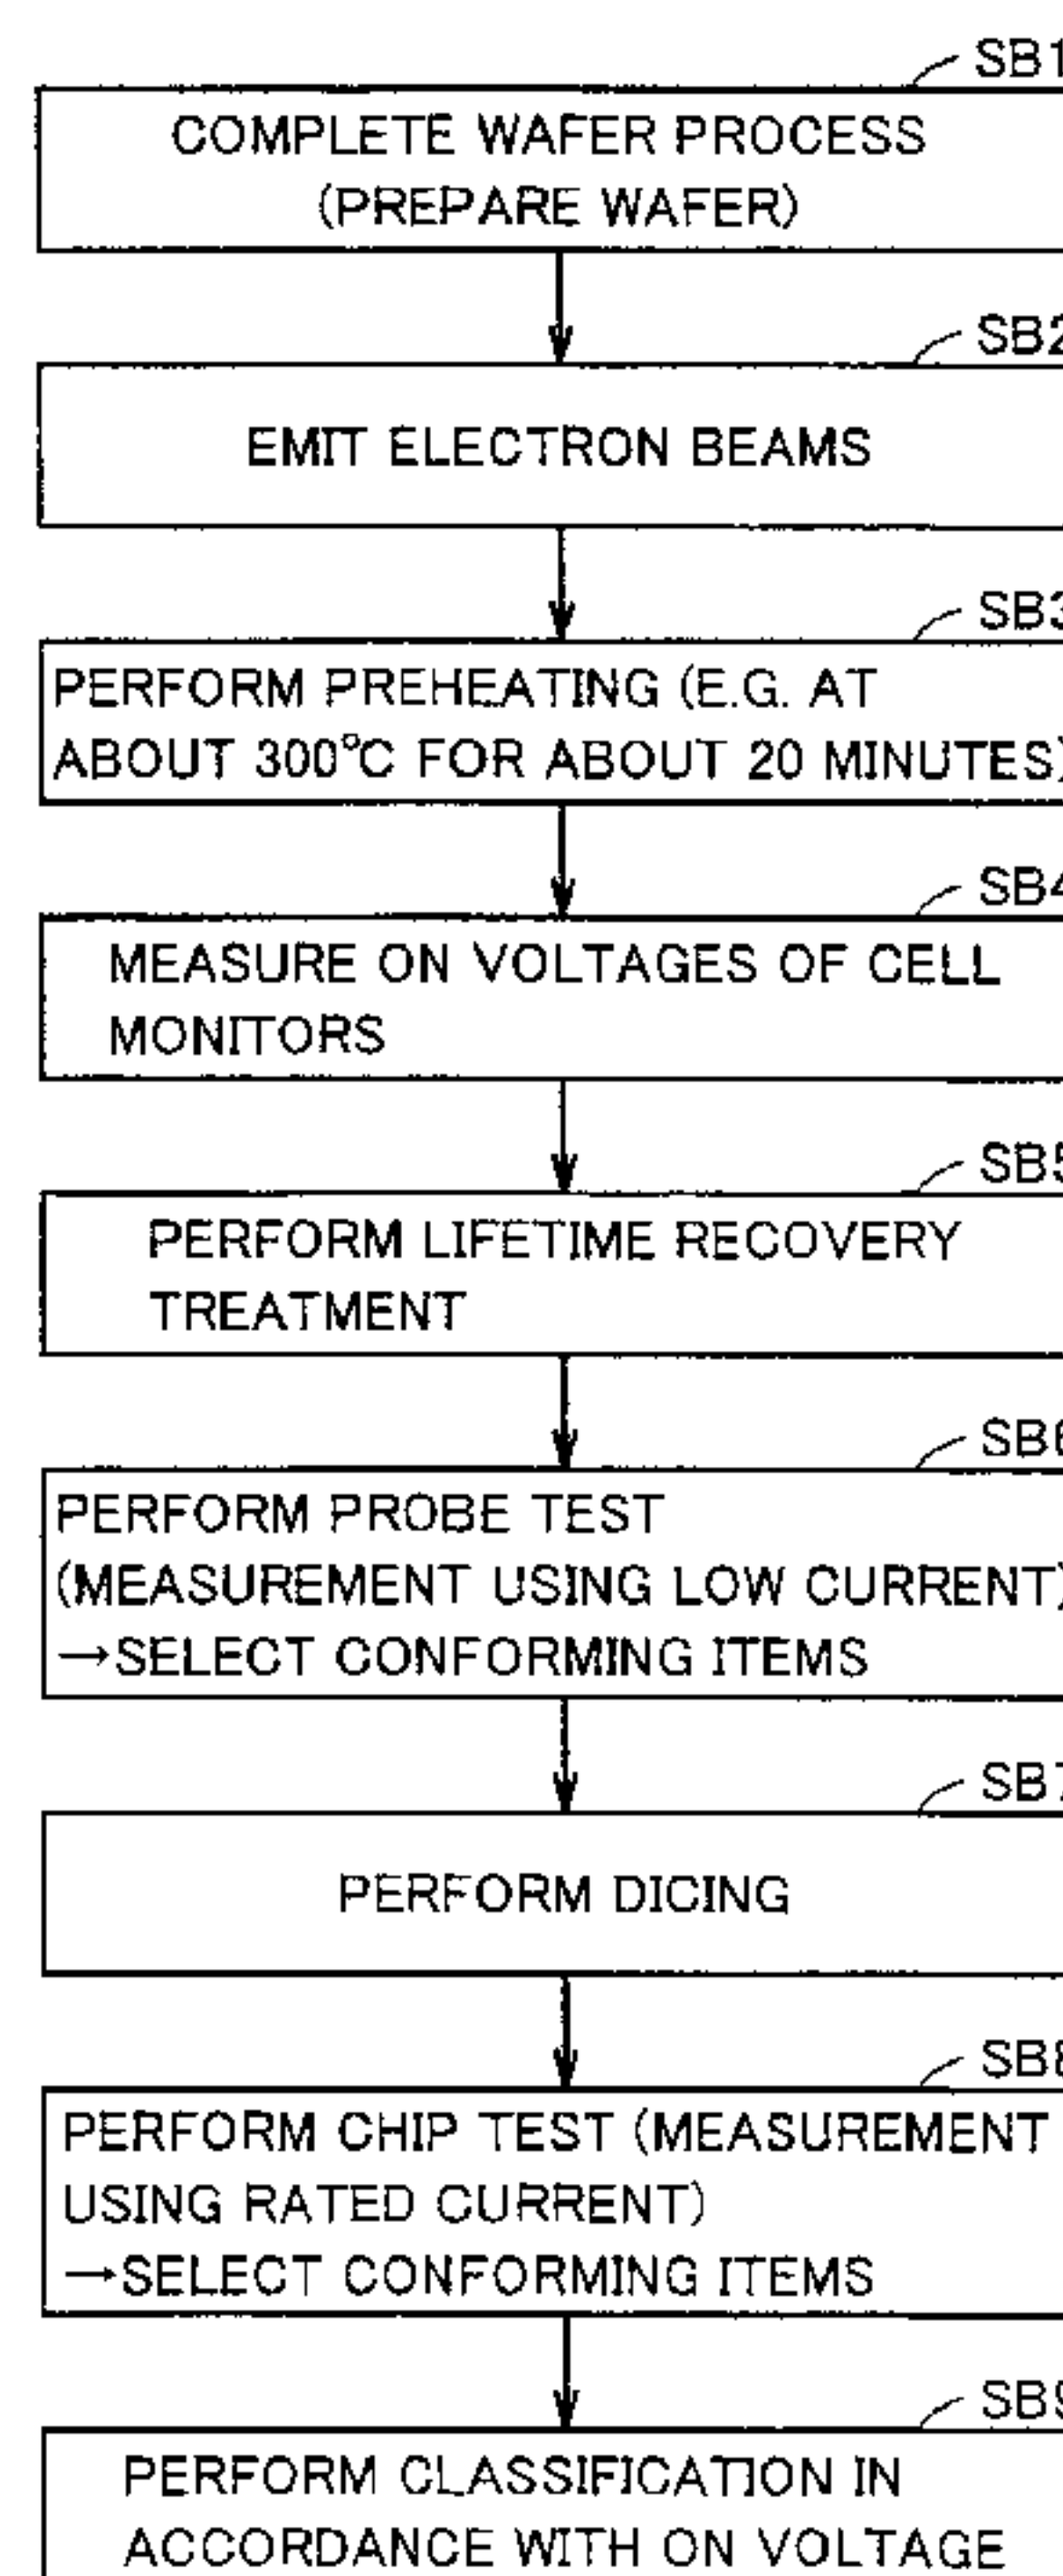 SB1
COMPLETE WAFER PROCESS
(PREPARE WAFER)
SB2
EMIT ELECTRON BEAMS
SB3
PERFORM PREHEATING (E.G. AT
ABOUT 300°C FOR ABOUT 20 MINUTES)
SB4
MEASURE ON VOLTAGES OF CELL
MONITORS
SB5
PERFORM LIFETIME RECOVERY
TREATMENT
SB6
PERFORM PROBE TEST
(MEASUREMENT USING LOW CURRENT)
→SELECT CONFORMING ITEMS
SB7
PERFORM DICING
SB8
PERFORM CHIP TEST (MEASUREMENT
USING RATED CURRENT)
→SELECT CONFORMING ITEMS
SB9
PERFORM CLASSIFICATION IN
ACCORDANCE WITH ON VOLTAGE